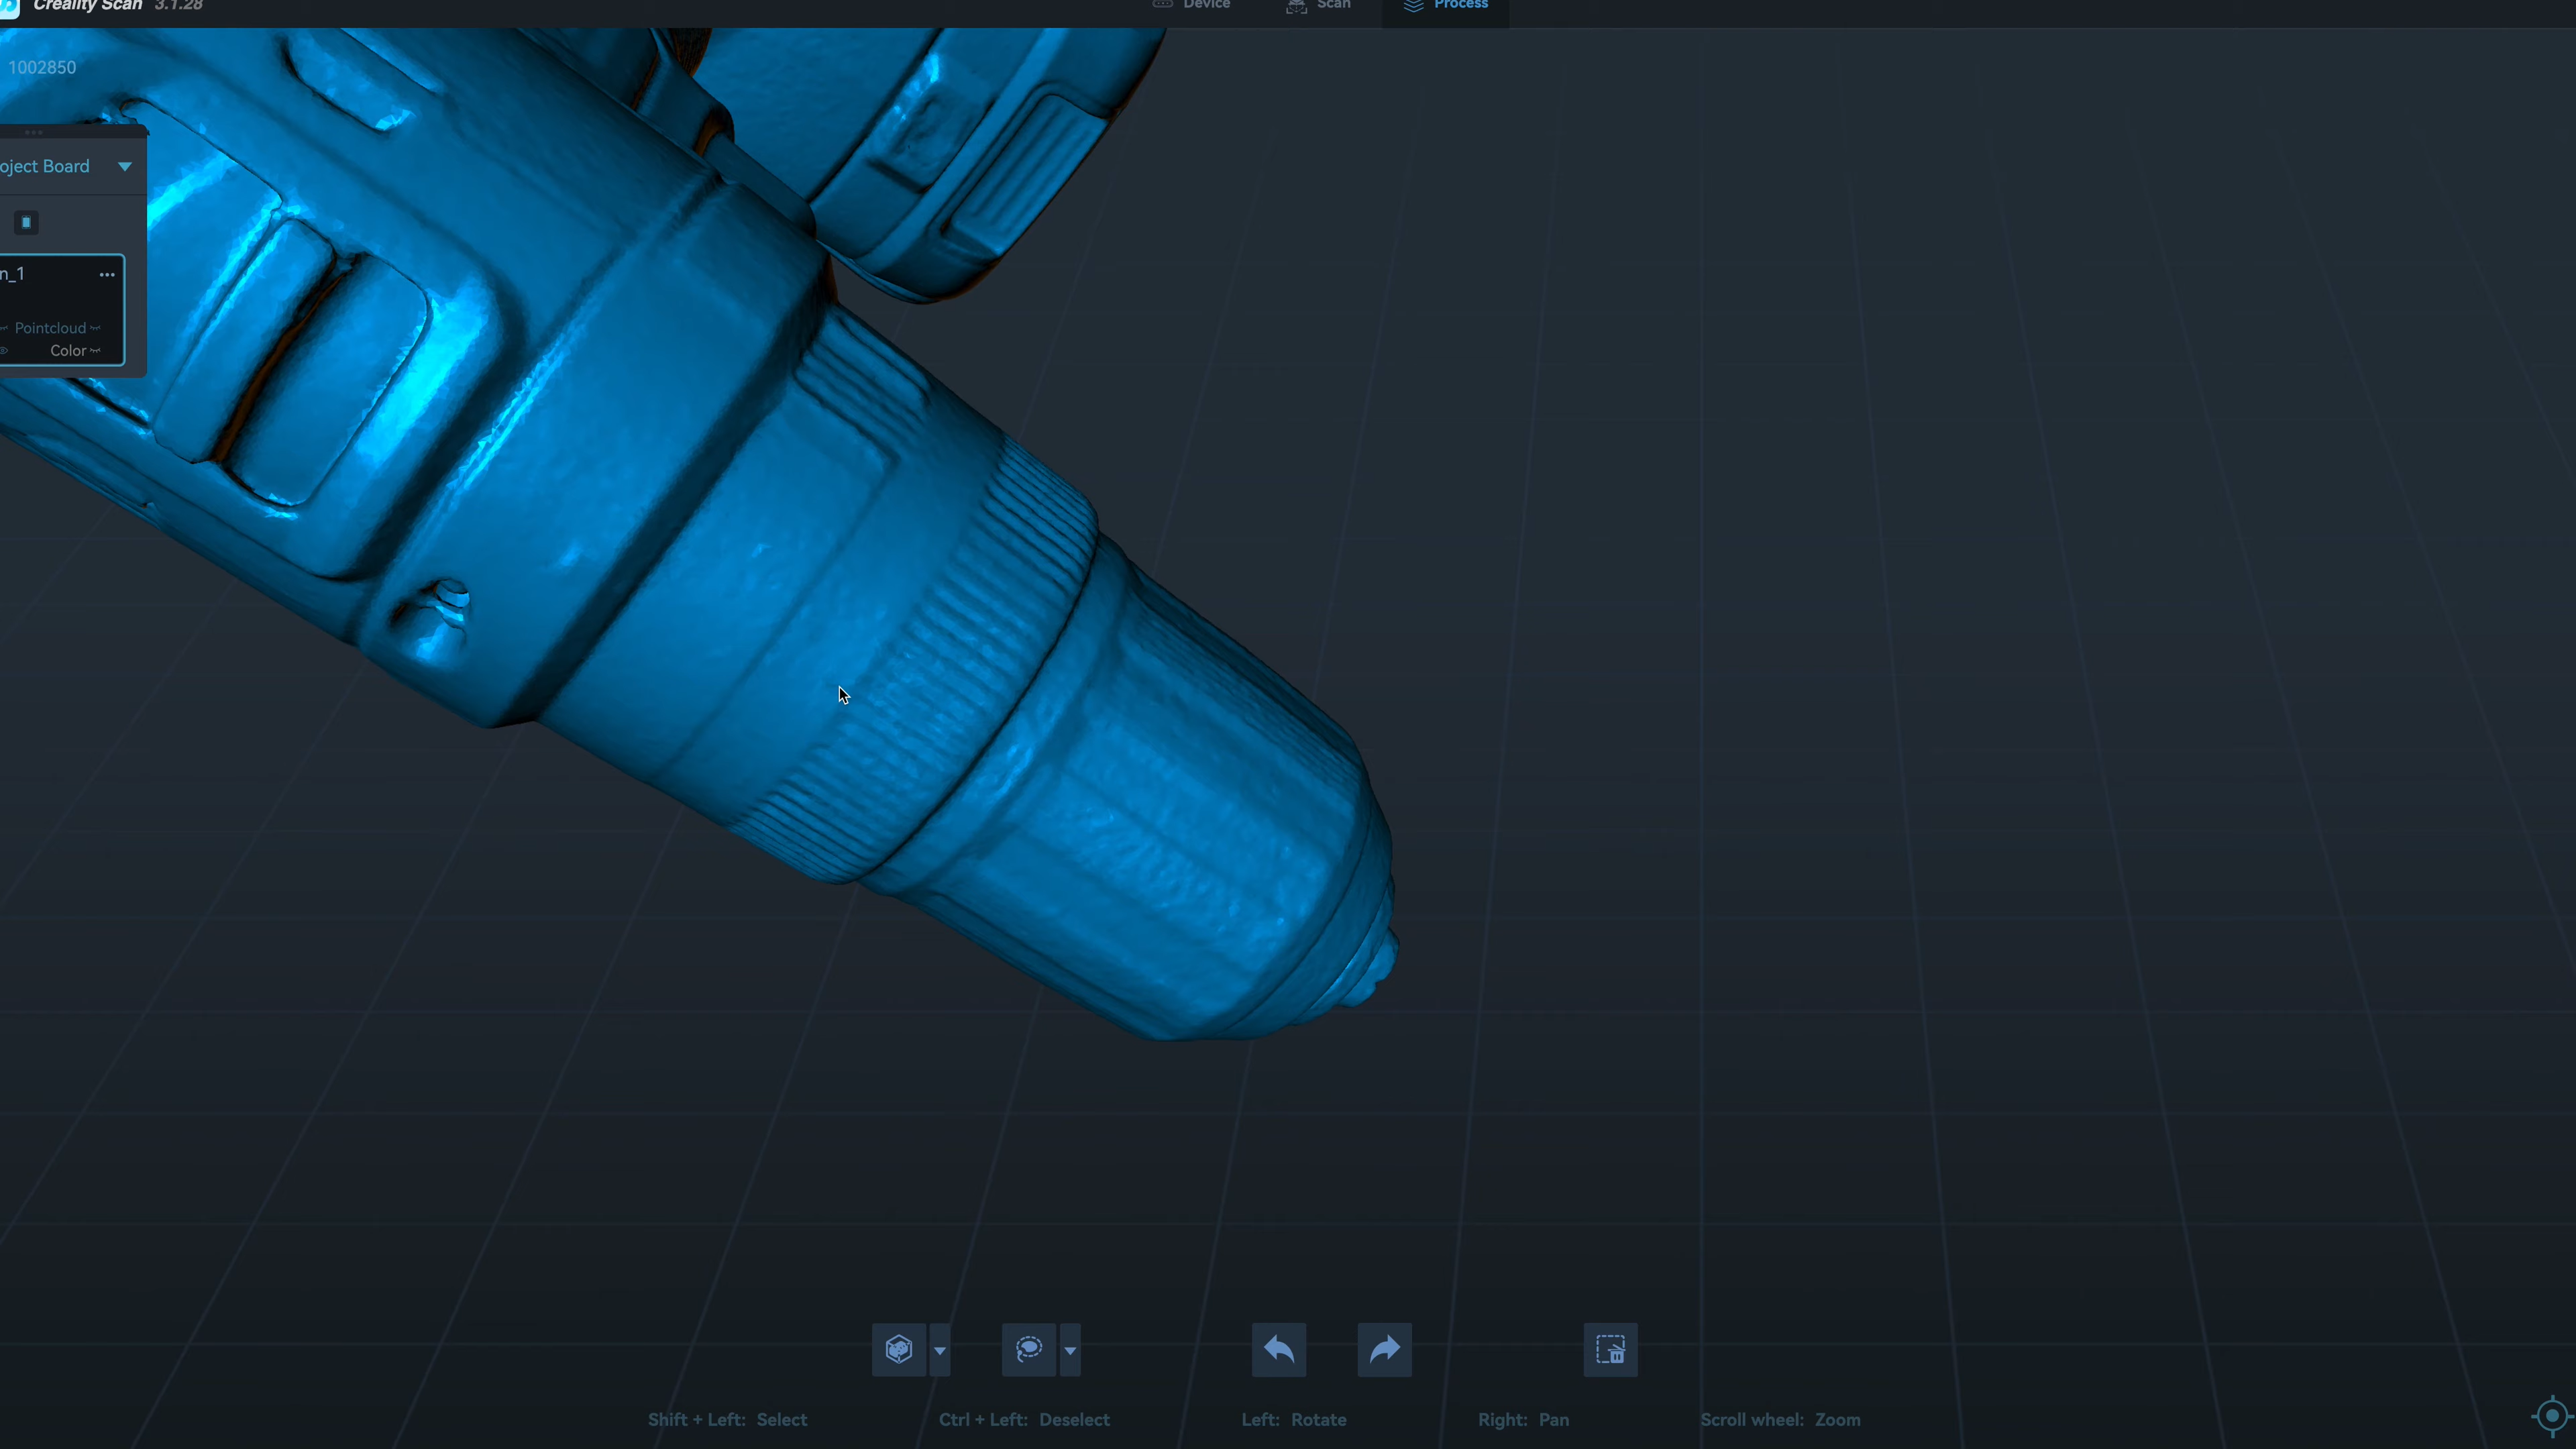 Creality Scan 3.1.28
Device
Scan
Process
1002850
oject Board
n_1
Pointcloud
Color
Shift + Left: Select
Ctrl + Left: Deselect
Left: Rotate
Right: Pan
Scroll wheel: Zoom